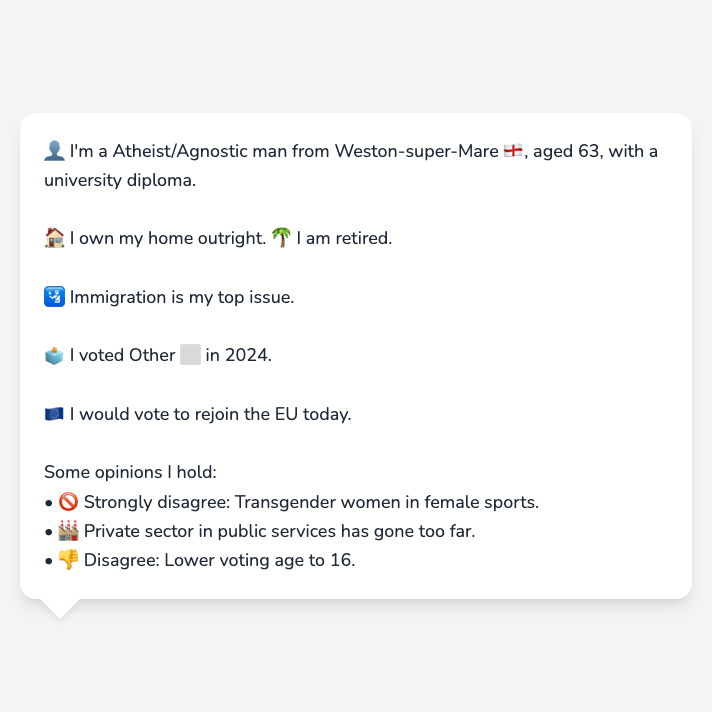 👤 I'm a Atheist/Agnostic man from Weston-super-Mare 🏴󠁧󠁢󠁥󠁮󠁧󠁿, aged 63, with a
university diploma.
🏠 I own my home outright. 🌴 I am retired.
🛂 Immigration is my top issue.
🗳️ I voted Other ⬜ in 2024.
🇪🇺 I would vote to rejoin the EU today.
Some opinions I hold:
• 🚫 Strongly disagree: Transgender women in female sports.
• 🏭 Private sector in public services has gone too far.
• 👎 Disagree: Lower voting age to 16.